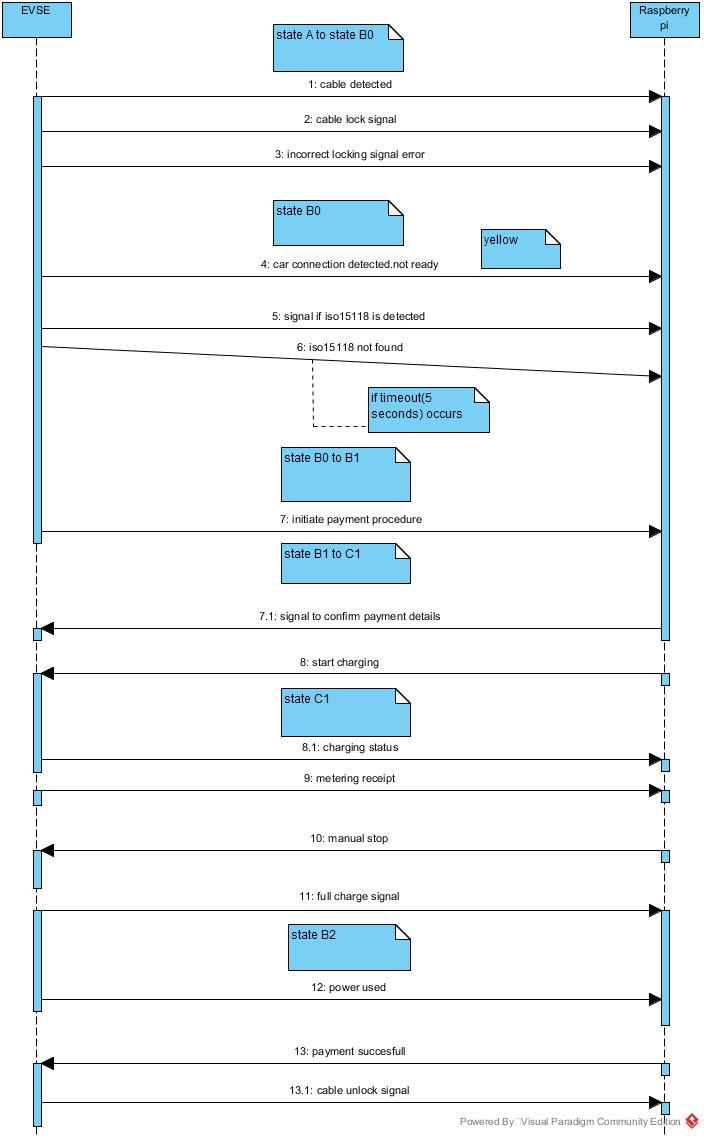 EVSE
Raspberry
pi
state A to state B0
1: cable detected
2: cable lock signal
3: incorrect locking signal error
state B0
yellow
4: car connection detected.not ready
5: signal if iso15118 is detected
6: iso15118 not found
if timeout(5
seconds) occurs
state B0 to B1
7: initiate payment procedure
state B1 to C1
7.1: signal to confirm payment details
8: start charging
state C1
8.1: charging status
9: metering receipt
10: manual stop
11: full charge signal
state B2
12: power used
13: payment succesfull
13.1: cable unlock signal
Powered By Visual Paradigm Community Edition